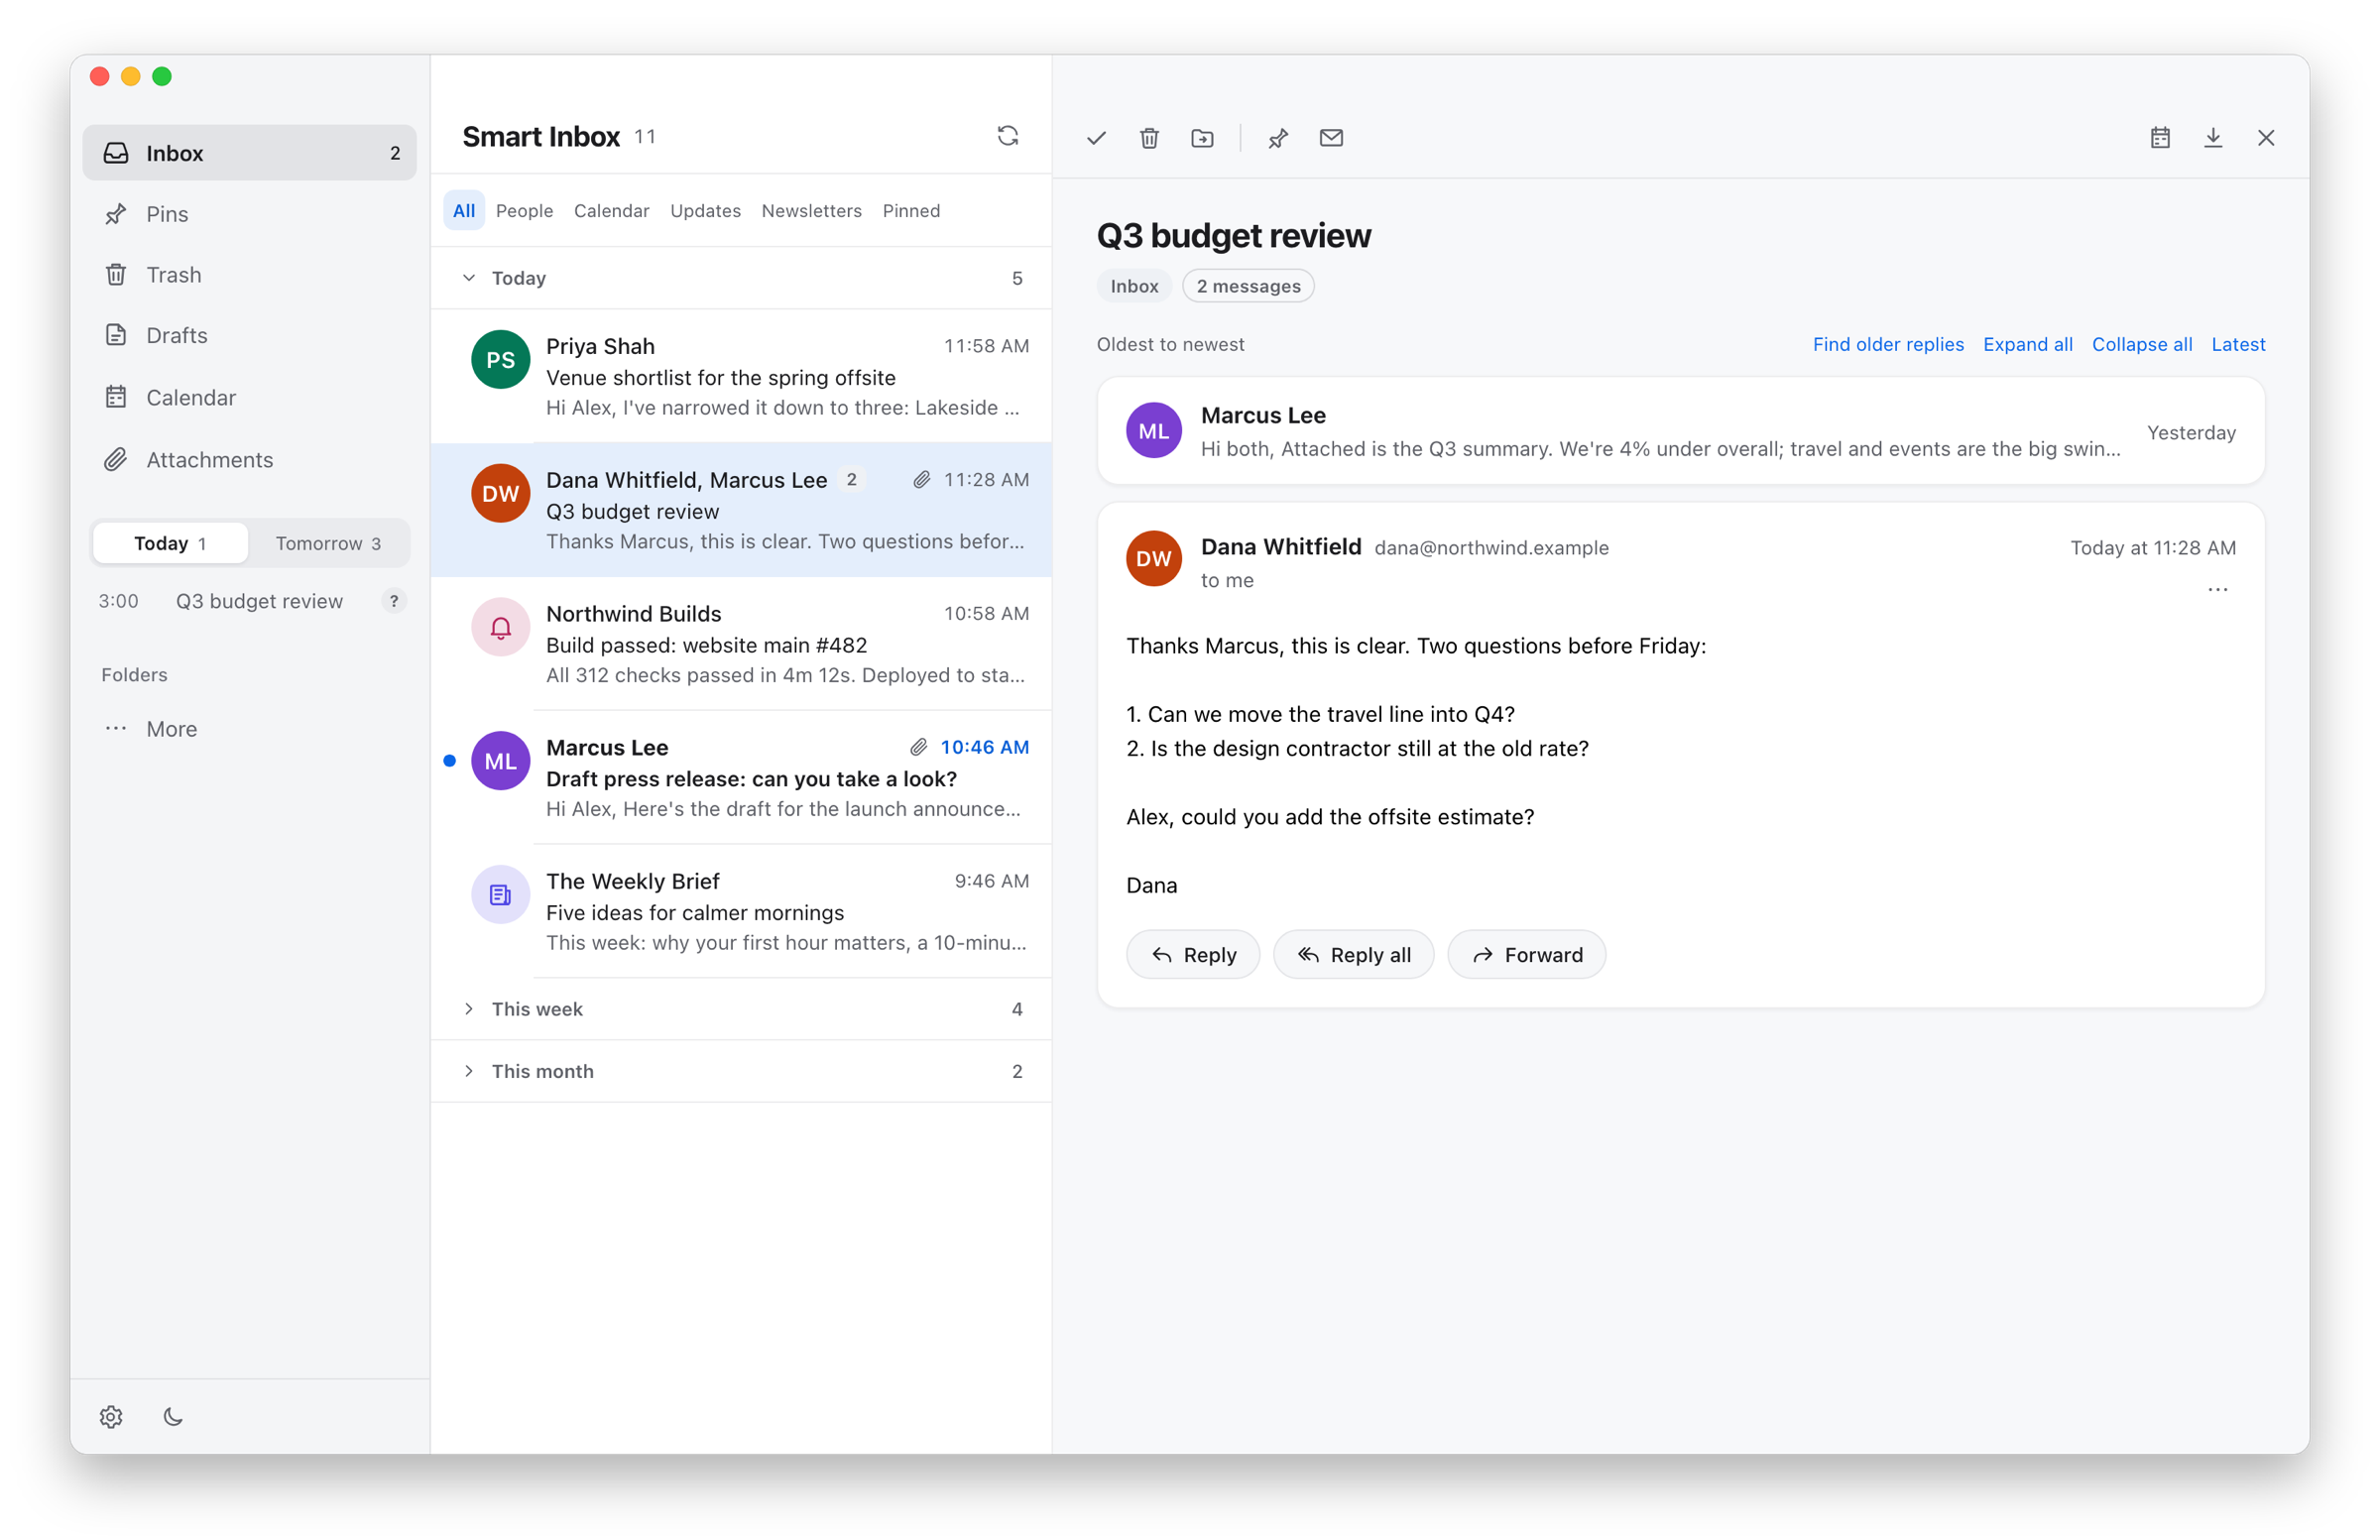 Inbox 2
Pins
Trash
Drafts
Calendar
Attachments
Today 1 Tomorrow 3
3:00 Q3 budget review ?
Folders
... More
Smart Inbox 11
All People Calendar Updates Newsletters Pinned
Today 5
PS
Priya Shah 11:58 AM
Venue shortlist for the spring offsite
Hi Alex, I've narrowed it down to three: Lakeside ...
DW
Dana Whitfield, Marcus Lee 2 11:28 AM
Q3 budget review
Thanks Marcus, this is clear. Two questions befor...
Northwind Builds 10:58 AM
Build passed: website main #482
All 312 checks passed in 4m 12s. Deployed to sta...
ML
Marcus Lee 10:46 AM
Draft press release: can you take a look?
Hi Alex, Here's the draft for the launch announce...
The Weekly Brief 9:46 AM
Five ideas for calmer mornings
This week: why your first hour matters, a 10-minu...
This week 4
This month 2
Q3 budget review
Inbox 2 messages
Oldest to newest Find older replies Expand all Collapse all Latest
ML
Marcus Lee
Hi both, Attached is the Q3 summary. We're 4% under overall; travel and events are the big swin... Yesterday
DW
Dana Whitfield dana@northwind.example Today at 11:28 AM
to me ...
Thanks Marcus, this is clear. Two questions before Friday:
1. Can we move the travel line into Q4?
2. Is the design contractor still at the old rate?
Alex, could you add the offsite estimate?
Dana
Reply Reply all Forward